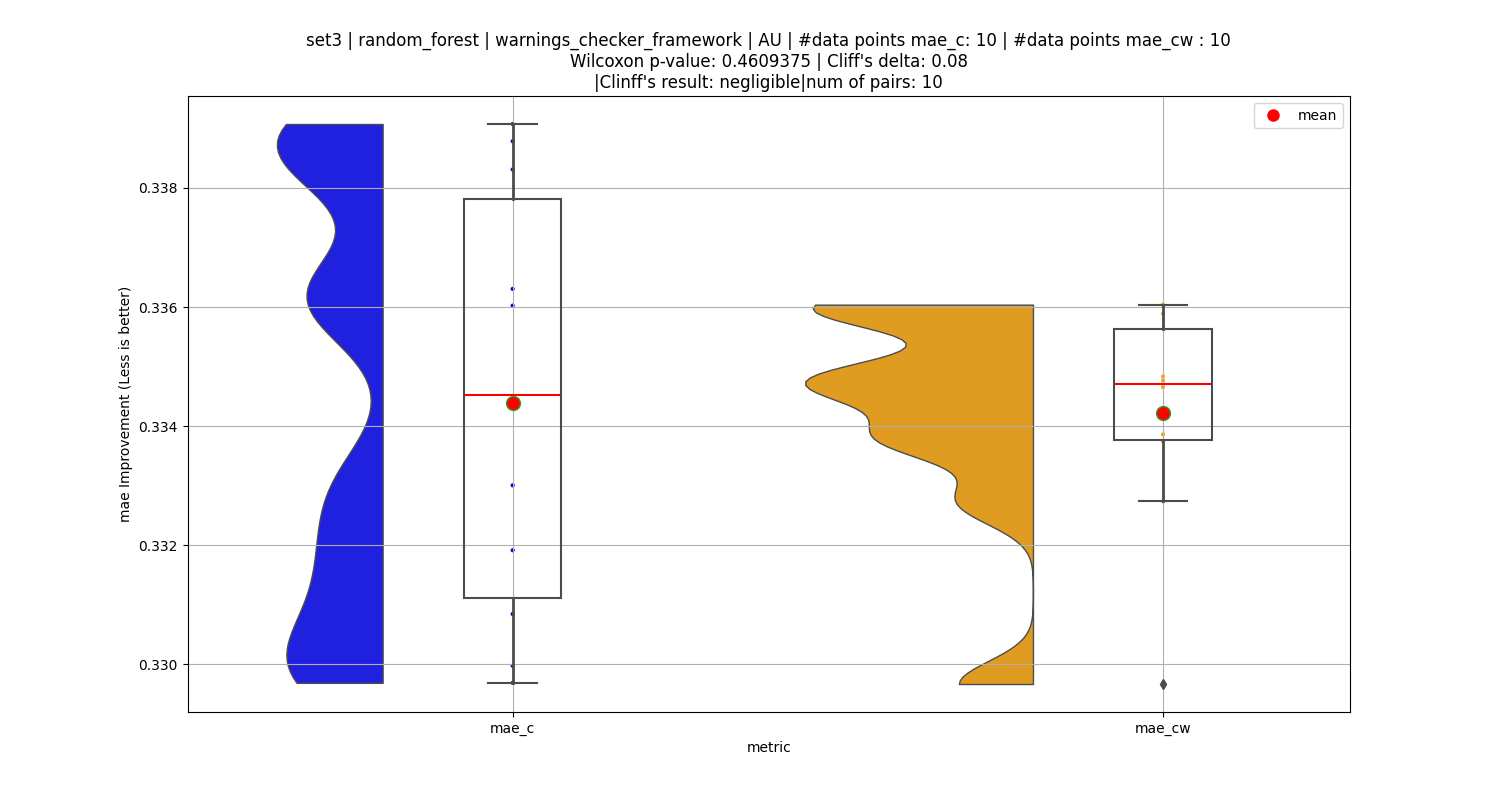 set3 | random_forest | warnings_checker_framework | AU | #data points mae_c: 10 | #data points mae_cw : 10
Wilcoxon p-value: 0.4609375 | Cliff's delta: 0.08
|Clinff's result: negligible|num of pairs: 10
mean
mae Improvement (Less is better)
0.338
0.336
0.334
0.332
0.330
mae_c
mae_cw
metric